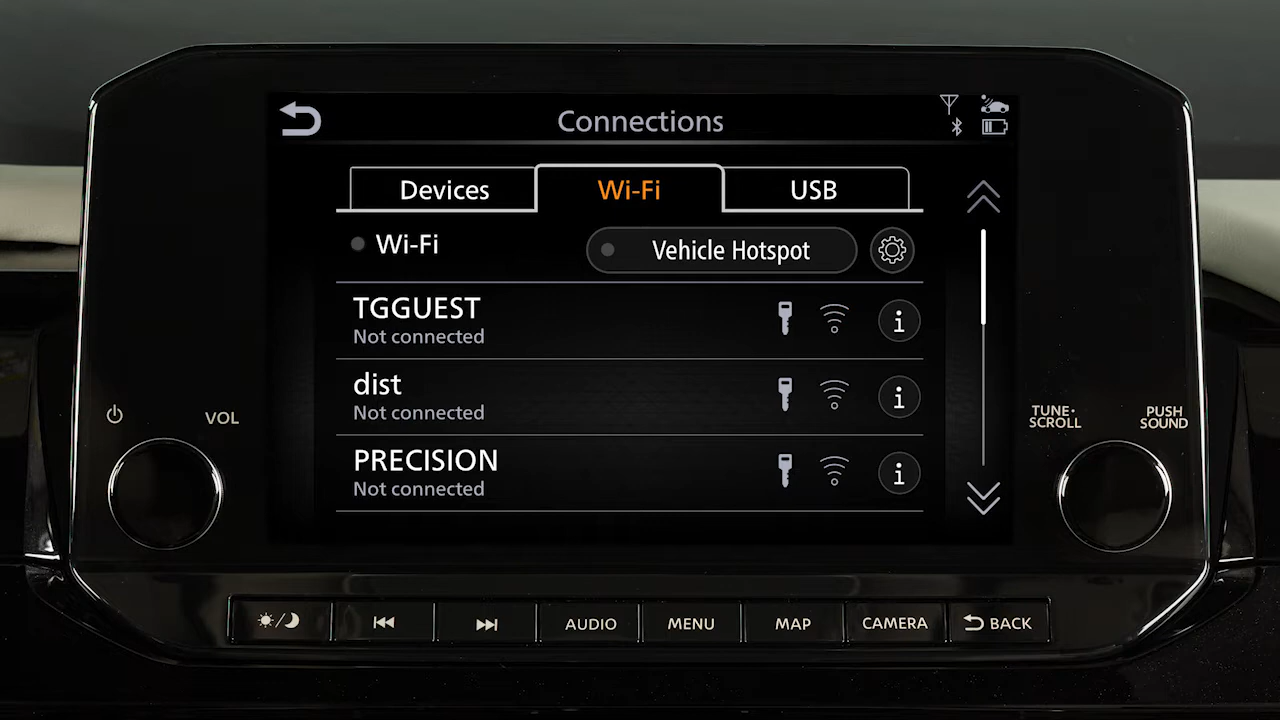 Connections
Devices
Wi-Fi
USB
Wi-Fi
Vehicle Hotspot
TGGUEST
Not connected
dist
Not connected
PRECISION
Not connected
VOL
TUNE•
SCROLL
PUSH
SOUND
AUDIO
MENU
MAP
CAMERA
BACK